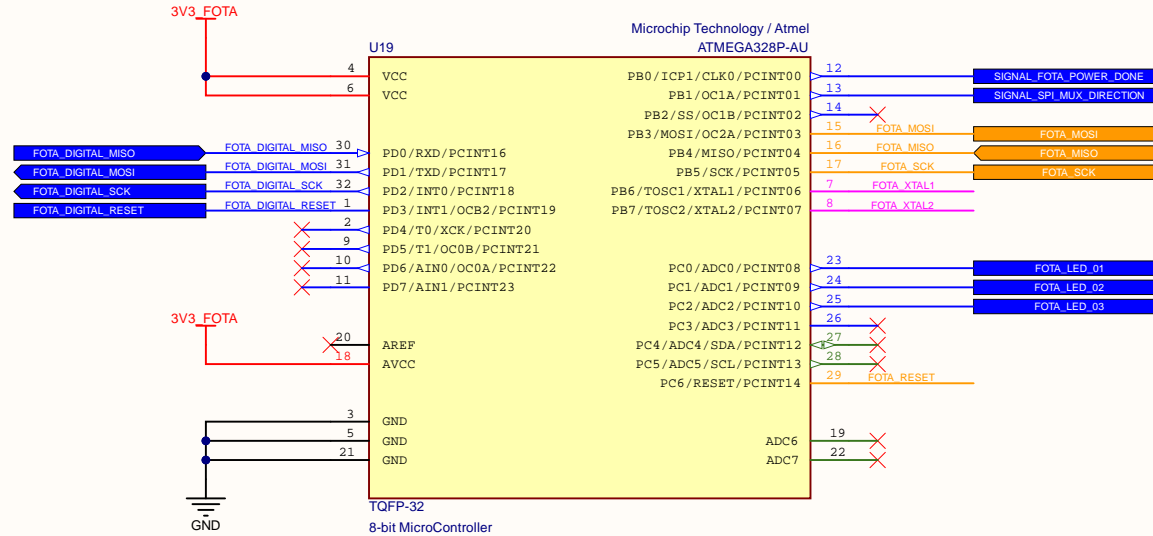 3V3_FOTA
Microchip Technology / Atmel
U19 ATMEGA328P-AU
4 VCC PB0/ICP1/CLK0/PCINT00 12 SIGNAL_FOTA_POWER_DONE
6 VCC PB1/OC1A/PCINT01 13 SIGNAL_SPI_MUX_DIRECTION
PB2/SS/OC1B/PCINT02 14
PB3/MOSI/OC2A/PCINT03 15 FOTA_MOSI FOTA_MOSI
FOTA_DIGITAL_MISO FOTA_DIGITAL_MISO 30 PD0/RXD/PCINT16 PB4/MISO/PCINT04 16 FOTA_MISO FOTA_MISO
FOTA_DIGITAL_MOSI FOTA_DIGITAL_MOSI 31 PD1/TXD/PCINT17 PB5/SCK/PCINT05 17 FOTA_SCK FOTA_SCK
FOTA_DIGITAL_SCK FOTA_DIGITAL_SCK 32 PD2/INT0/PCINT18 PB6/TOSC1/XTAL1/PCINT06 7 FOTA_XTAL1
FOTA_DIGITAL_RESET FOTA_DIGITAL_RESET 1 PD3/INT1/OCB2/PCINT19 PB7/TOSC2/XTAL2/PCINT07 8 FOTA_XTAL2
2 PD4/T0/XCK/PCINT20
9 PD5/T1/OC0B/PCINT21
10 PD6/AIN0/OC0A/PCINT22 PC0/ADC0/PCINT08 23 FOTA_LED_01
11 PD7/AIN1/PCINT23 PC1/ADC1/PCINT09 24 FOTA_LED_02
PC2/ADC2/PCINT10 25 FOTA_LED_03
3V3_FOTA PC3/ADC3/PCINT11 26
20 AREF PC4/ADC4/SDA/PCINT12 27
18 AVCC PC5/ADC5/SCL/PCINT13 28
PC6/RESET/PCINT14 29 FOTA_RESET
3 GND
5 GND ADC6 19
21 GND ADC7 22
GND
TQFP-32
8-bit MicroController